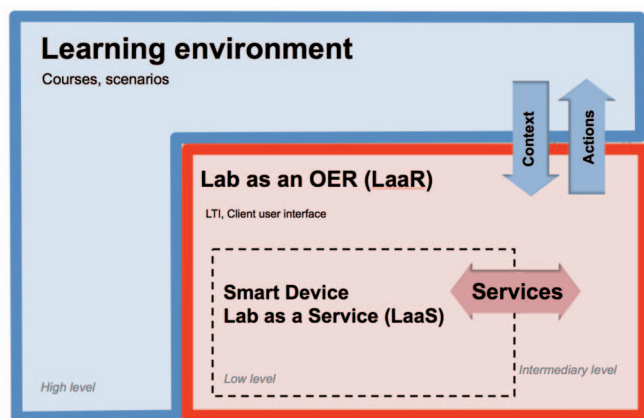 Learning environment
Courses, scenarios
Context
Actions
Lab as an OER (LaaR)
LTI, Client user interface
Smart Device
Lab as a Service (LaaS)
Services
High level
Low level
Intermediary level